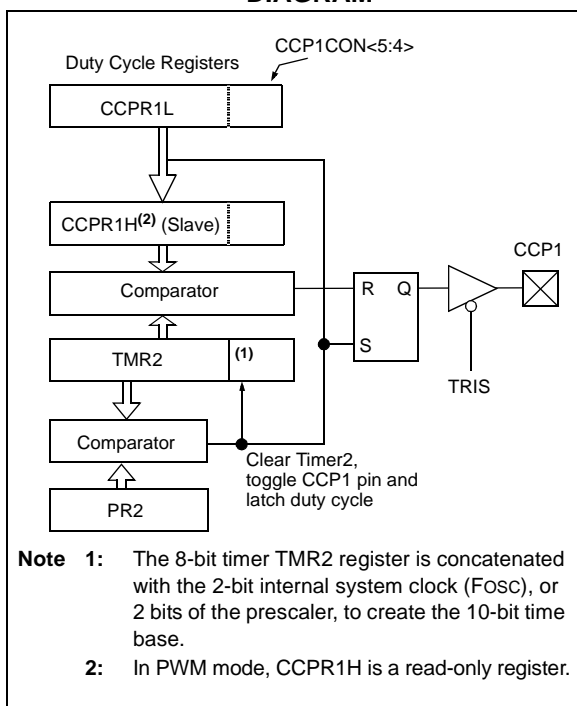 DIAGRAM
CCP1CON<5:4>
Duty Cycle Registers
CCPR1L
CCPR1H(2) (Slave)
CCP1
Comparator
R Q
TMR2 (1)
S
TRIS
Comparator
Clear Timer2,
toggle CCP1 pin and
latch duty cycle
PR2
Note 1: The 8-bit timer TMR2 register is concatenated
with the 2-bit internal system clock (FOSC), or
2 bits of the prescaler, to create the 10-bit time
base.
2: In PWM mode, CCPR1H is a read-only register.